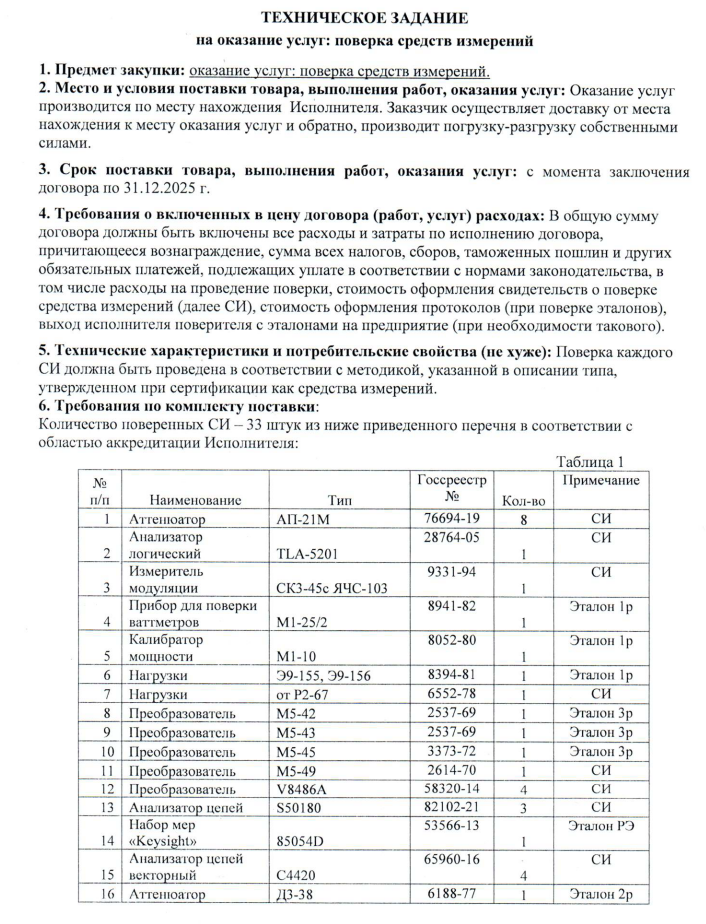 ТЕХНИЧЕСКОЕ ЗАДАНИЕ
на оказание услуг: поверка средств измерений
1. Предмет закупки: оказание услуг: поверка средств измерений.
2. Место и условия поставки товара, выполнения работ, оказания услуг: Оказание услуг
производится по месту нахождения Исполнителя. Заказчик осуществляет доставку от места
нахождения к месту оказания услуг и обратно, производит погрузку-разгрузку собственными
силами.
3. Срок поставки товара, выполнения работ, оказания услуг: с момента заключения
договора по 31.12.2025 г.
4. Требования о включенных в цену договора (работ, услуг) расходах: В общую сумму
договора должны быть включены все расходы и затраты по исполнению договора,
причитающееся вознаграждение, сумма всех налогов, сборов, таможенных пошлин и других
обязательных платежей, подлежащих уплате в соответствии с нормами законодательства, в
том числе расходы на проведение поверки, стоимость оформления свидетельств о поверке
средства измерений (далее СИ), стоимость оформления протоколов (при поверке эталонов),
выход исполнителя поверителя с эталонами на предприятие (при необходимости такового).
5. Технические характеристики и потребительские свойства (не хуже): Поверка каждого
СИ должна быть проведена в соответствии с методикой, указанной в описании типа,
утвержденном при сертификации как средства измерений.
6. Требования по комплекту поставки:
Количество поверенных СИ – 33 штук из ниже приведенного перечня в соответствии с
областью аккредитации Исполнителя:
Таблица 1
№ п/п Наименование Тип Госсреестр № Кол-во Примечание
1 Аттенюатор АП-21М 76694-19 8 СИ
2 Анализатор логический TLA-5201 28764-05 1 СИ
3 Измеритель модуляции СК3-45с ЯЧС-103 9331-94 1 СИ
4 Прибор для поверки ваттметров М1-25/2 8941-82 1 Эталон 1р
5 Калибратор мощности М1-10 8052-80 1 Эталон 1р
6 Нагрузки Э9-155, Э9-156 8394-81 1 Эталон 1р
7 Нагрузки от Р2-67 6552-78 1 СИ
8 Преобразователь М5-42 2537-69 1 Эталон 3р
9 Преобразователь М5-43 2537-69 1 Эталон 3р
10 Преобразователь М5-45 3373-72 1 Эталон 3р
11 Преобразователь М5-49 2614-70 1 СИ
12 Преобразователь V8486A 58320-14 4 СИ
13 Анализатор цепей S50180 82102-21 3 СИ
14 Набор мер «Keysight» 85054D 53566-13 1 Эталон РЭ
15 Анализатор цепей векторный С4420 65960-16 4 СИ
16 Аттенюатор Д3-38 6188-77 1 Эталон 2р